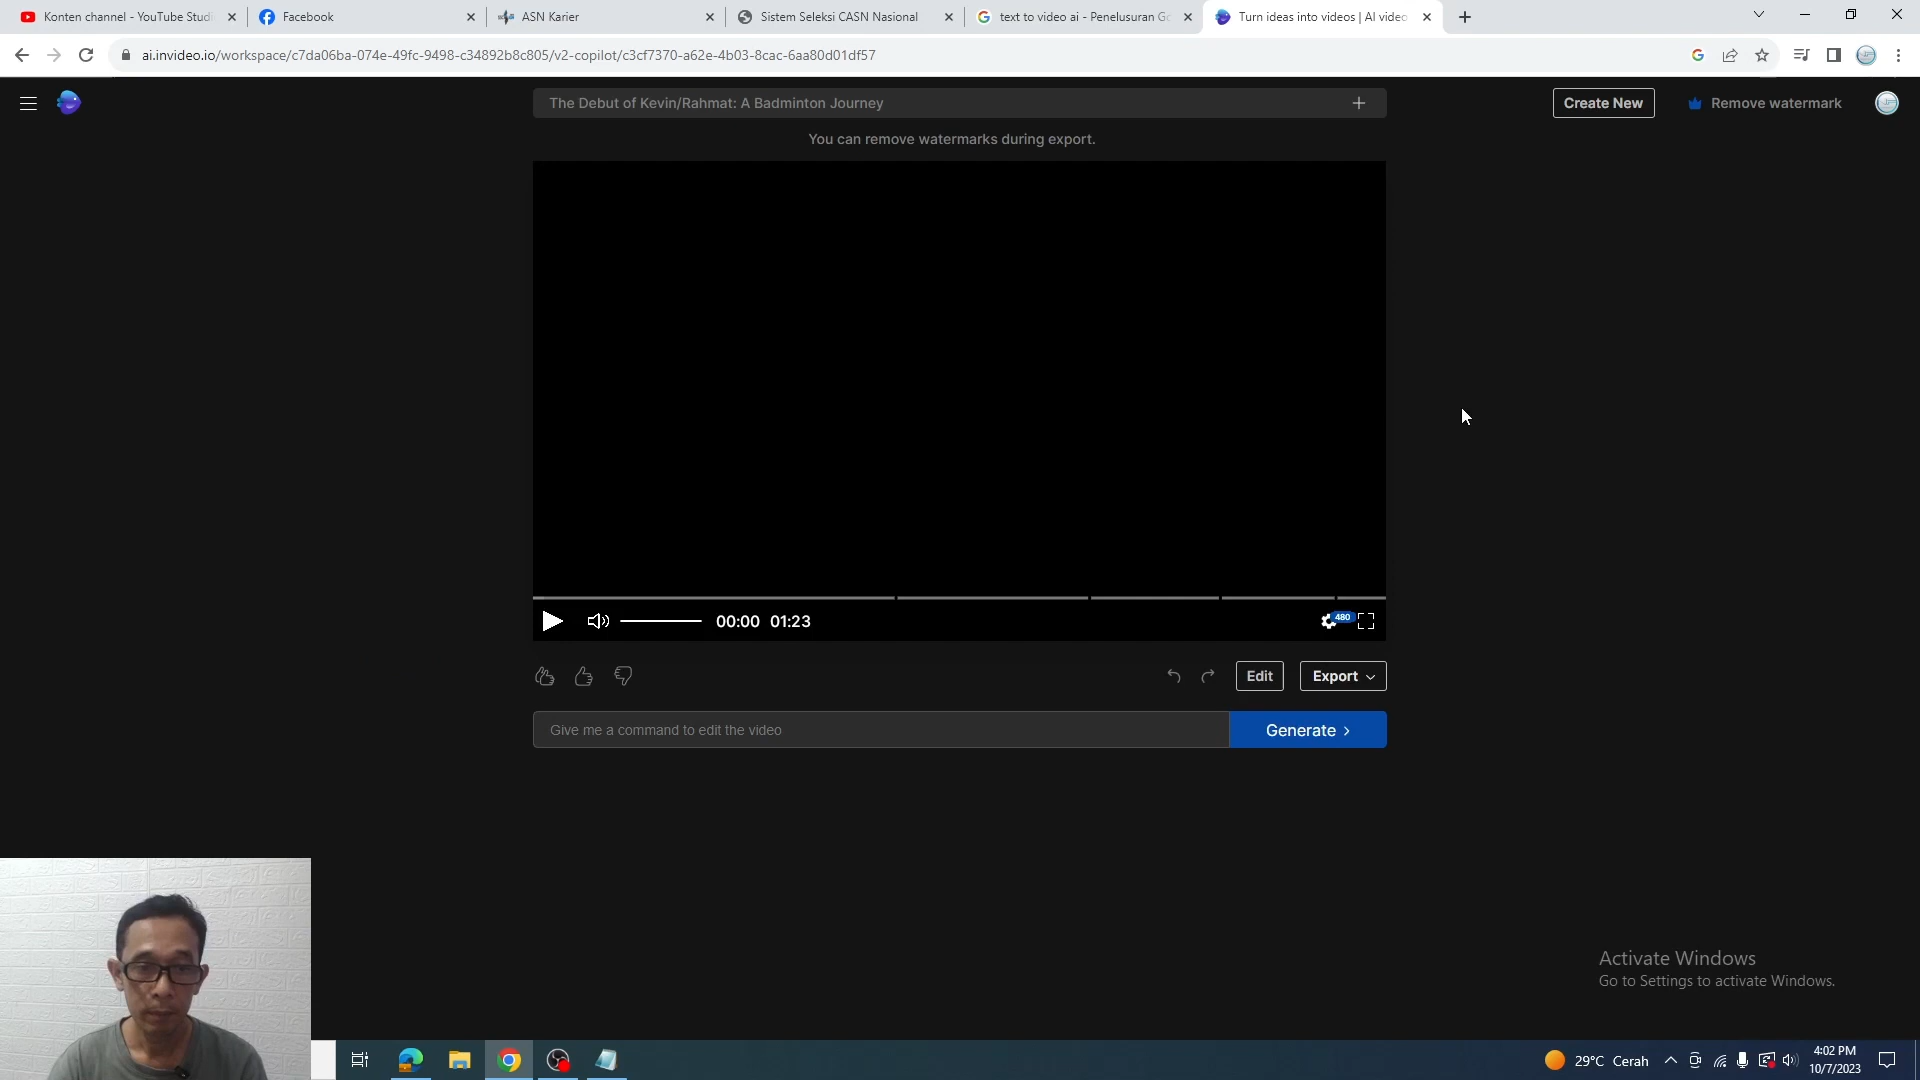 Konten channel - YouTube Studi
Facebook
ASN Karier
Sistem Seleksi CASN Nasional
text to video ai - Penelusuran Go
Turn ideas into videos | AI video
ai.invideo.io/workspace/c7da06ba-074e-49fc-9498-c34892b8c805/v2-copilot/c3cf7370-a62e-4b03-8cac-6aa80d01df57
The Debut of Kevin/Rahmat: A Badminton Journey
Create New
Remove watermark
You can remove watermarks during export.
00:00 01:23
480
Edit
Export
Give me a command to edit the video
Generate
Activate Windows
Go to Settings to activate Windows.
29°C Cerah
4:02 PM
10/7/2023